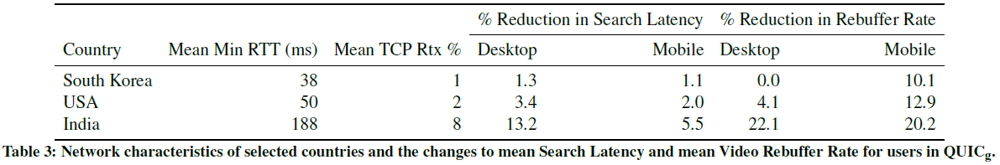 % Reduction in Search Latency % Reduction in Rebuffer Rate
Country Mean Min RTT (ms) Mean TCP Rtx % Desktop Mobile Desktop Mobile
South Korea 38 1 1.3 1.1 0.0 10.1
USA 50 2 3.4 2.0 4.1 12.9
India 188 8 13.2 5.5 22.1 20.2
Table 3: Network characteristics of selected countries and the changes to mean Search Latency and mean Video Rebuffer Rate for users in QUICg.